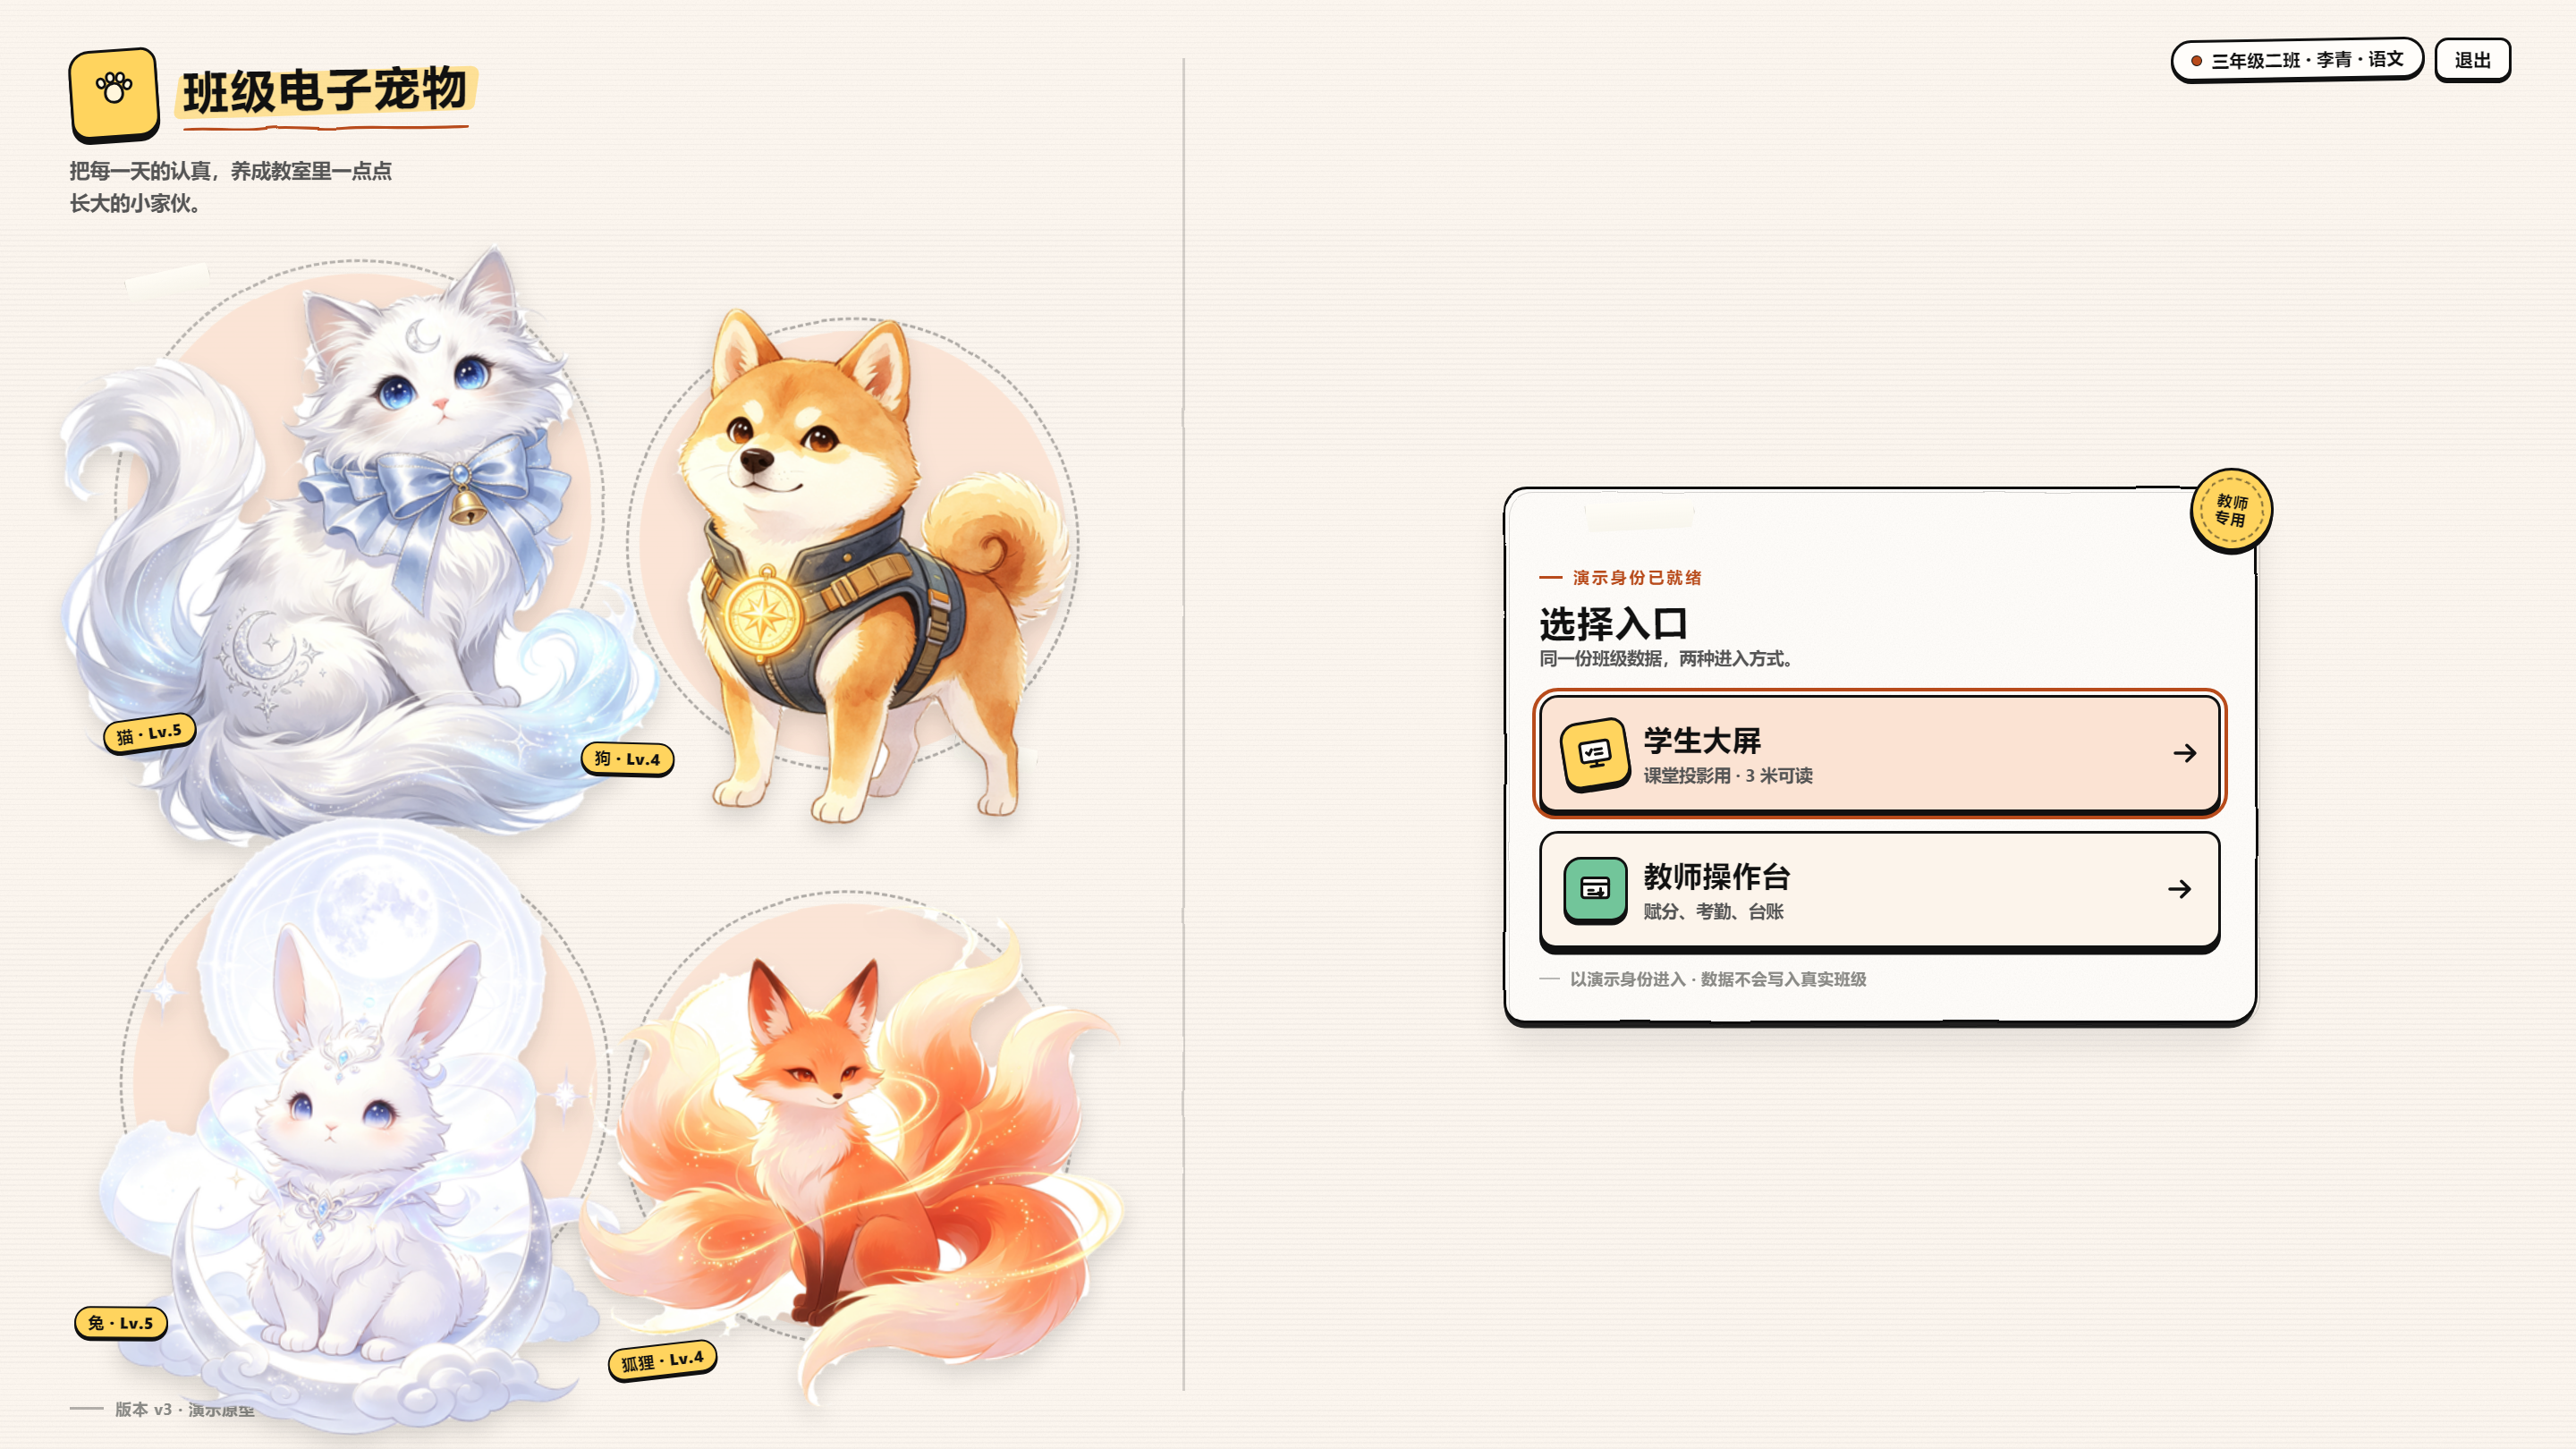 班级电子宠物
把每一天的认真，养成教室里一点点
长大的小家伙。
猫 · Lv.5
狗 · Lv.4
兔 · Lv.5
狐狸 · Lv.4
版本 v3 · 演示原型
三年级二班 · 李青 · 语文
退出
教师
专用
演示身份已就绪
选择入口
同一份班级数据，两种进入方式。
学生大屏
课堂投影用 · 3 米可读
教师操作台
赋分、考勤、台账
以演示身份进入 · 数据不会写入真实班级